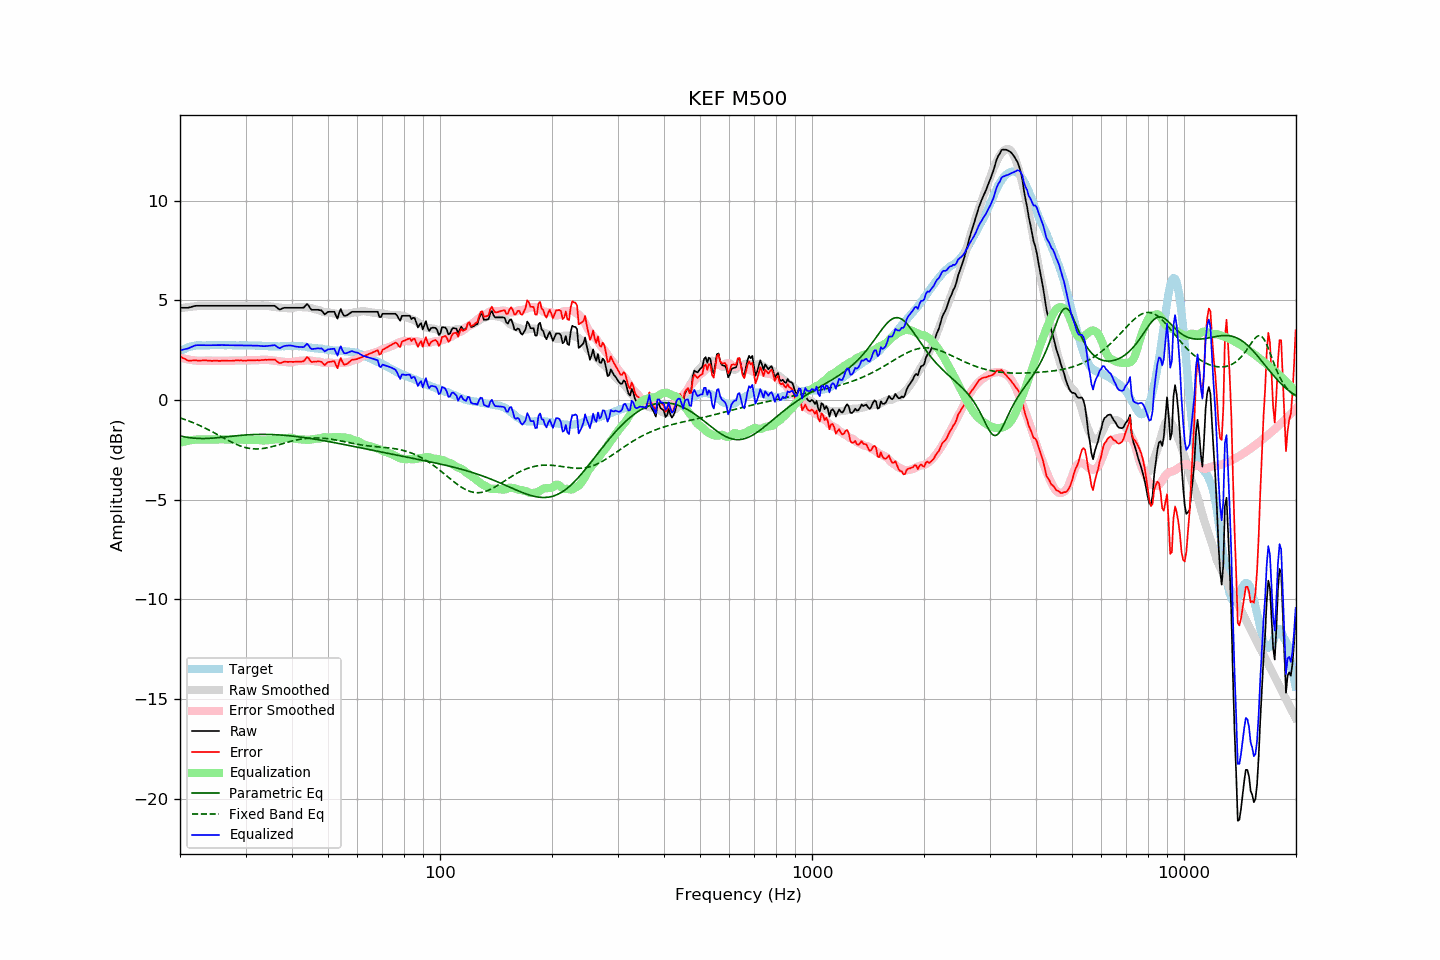 KEF M500
Amplitude (dBr)
10
5
0
−5
−10
−15
−20
Target
Raw Smoothed
Error Smoothed
Raw
Error
Equalization
Parametric Eq
Fixed Band Eq
Equalized
100
1000
10000
Frequency (Hz)